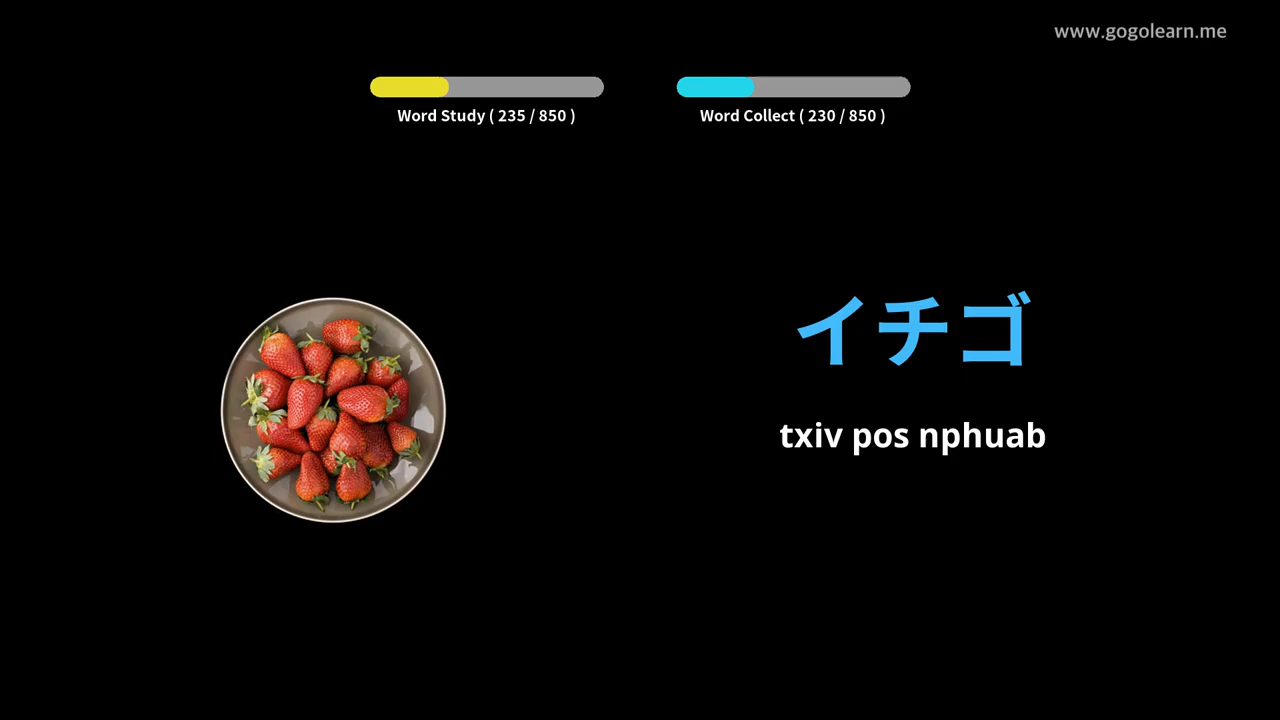 www.gogolearn.me
Word Study ( 235 / 850 )
Word Collect ( 230 / 850 )
イチゴ
txiv pos nphuab